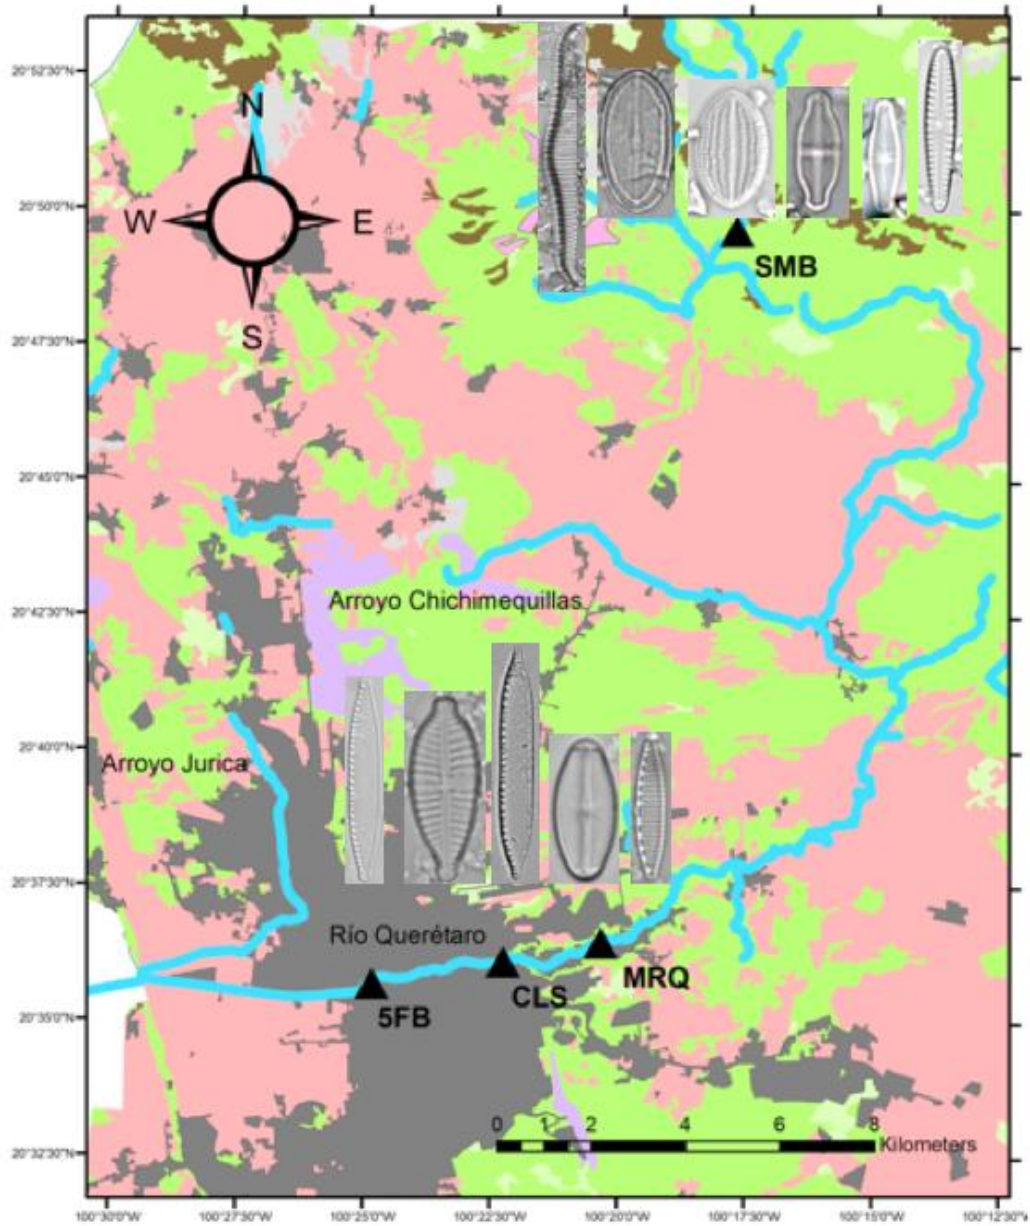 20°52'30"N
N
20°50'0"N
W
E
SMB
S
20°47'30"N
20°45'0"N
20°42'30"N
Arroyo Chichimequillas
20°40'0"N
Arroyo Jurica
20°37'30"N
Río Querétaro
MRQ
CLS
5FB
20°35'0"N
0 1 2 4 6 8
Kilometers
20°32'30"N
100°30'0"W 100°27'30"W 100°25'0"W 100°22'30"W 100°20'0"W 100°17'30"W 100°15'0"W 100°12'30"W